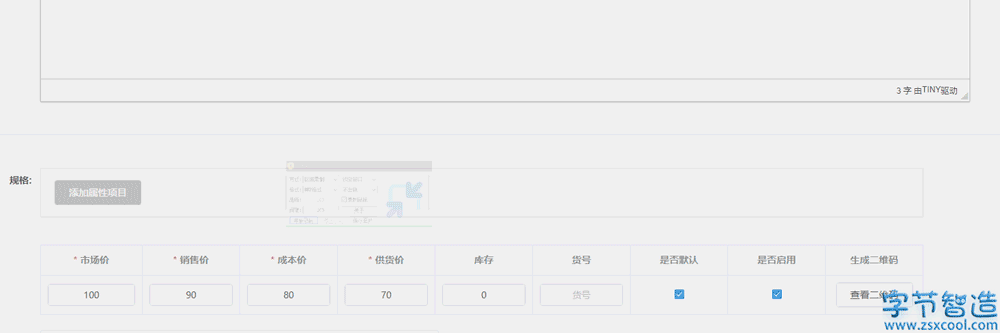 3 字 由TINY驱动
规格:
添加属性项目
* 市场价 * 销售价 * 成本价 * 供货价 库存 货号 是否默认 是否启用 生成二维码
100 90 80 70 0 货号 查看二维码
字节智造
www.zsxcool.com